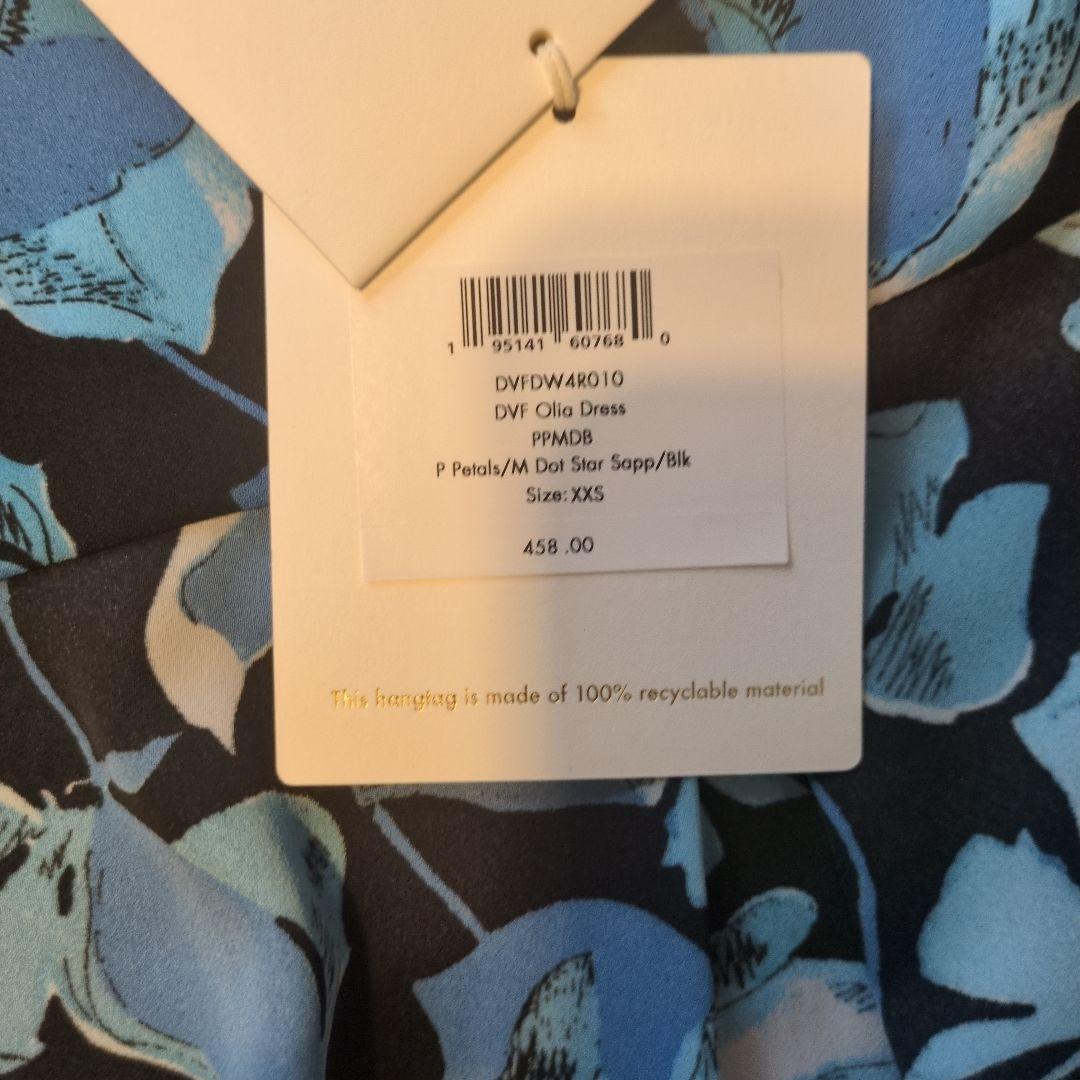 1 95141 60768 0
DVFDW4R010
DVF Olia Dress
PPMDB
P Petals/M Dot Star Sapp/Blk
Size:XXS
458 .00
This hangtag is made of 100% recyclable material